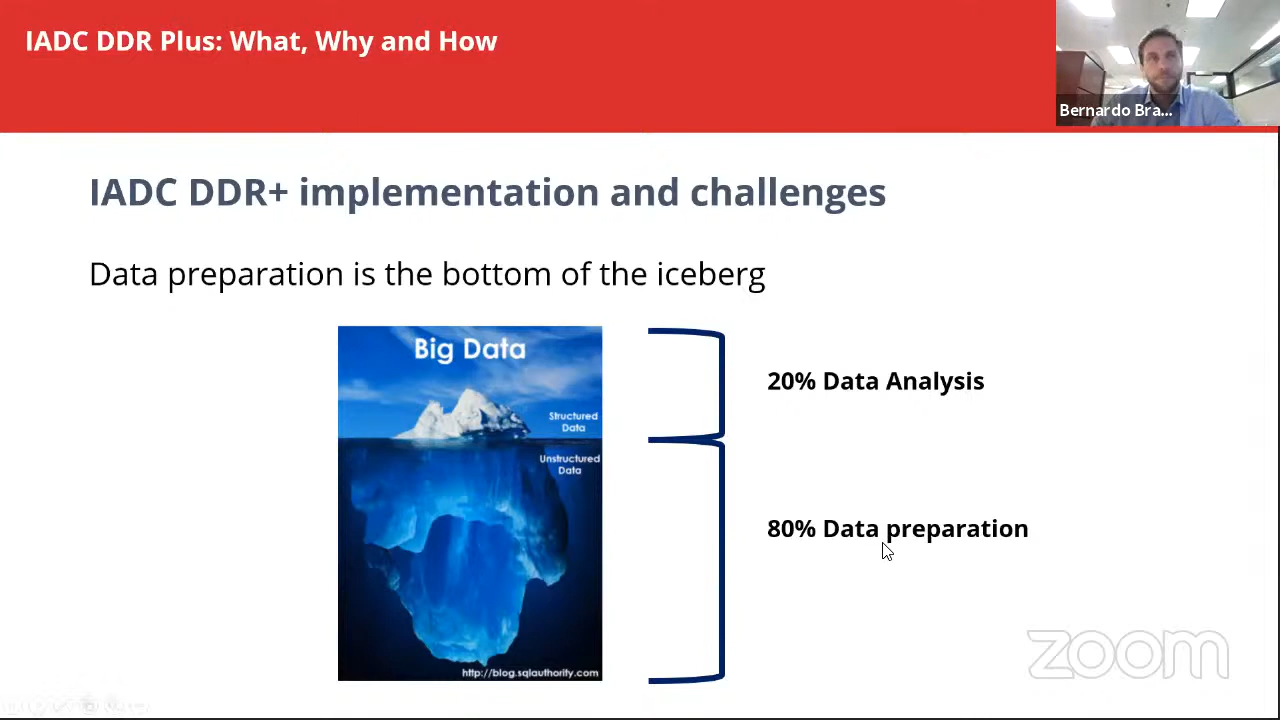 IADC DDR Plus: What, Why and How
Bernardo Bra...
IADC DDR+ implementation and challenges
Data preparation is the bottom of the iceberg
Big Data
Structured
Data
Unstructured
Data
http://blog.sqlauthority.com
20% Data Analysis
80% Data preparation
zoom